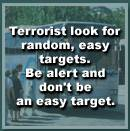 Terrorist look for
random, easy
targets.
Be alert and
don't be
an easy target.